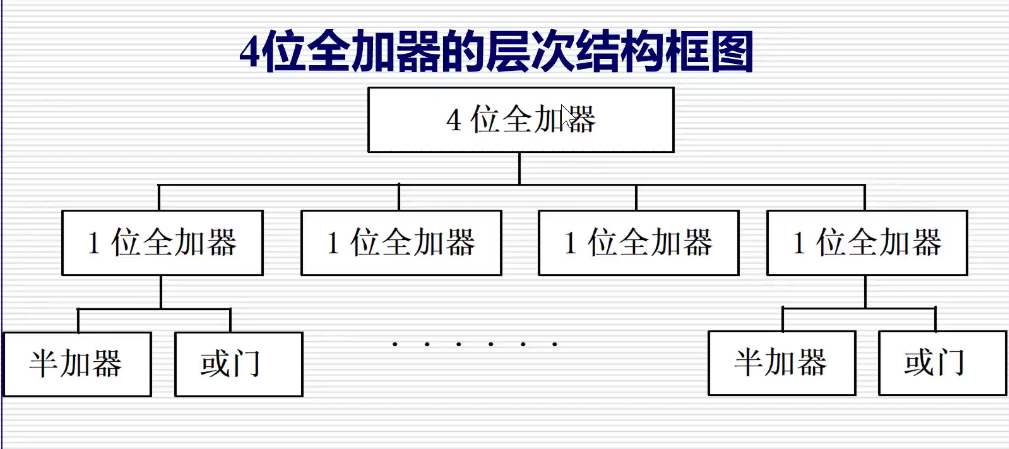 4位全加器的层次结构框图
4 位全加器
1 位全加器 1 位全加器 1 位全加器 1 位全加器
半加器 或门 · · · · · · 半加器 或门